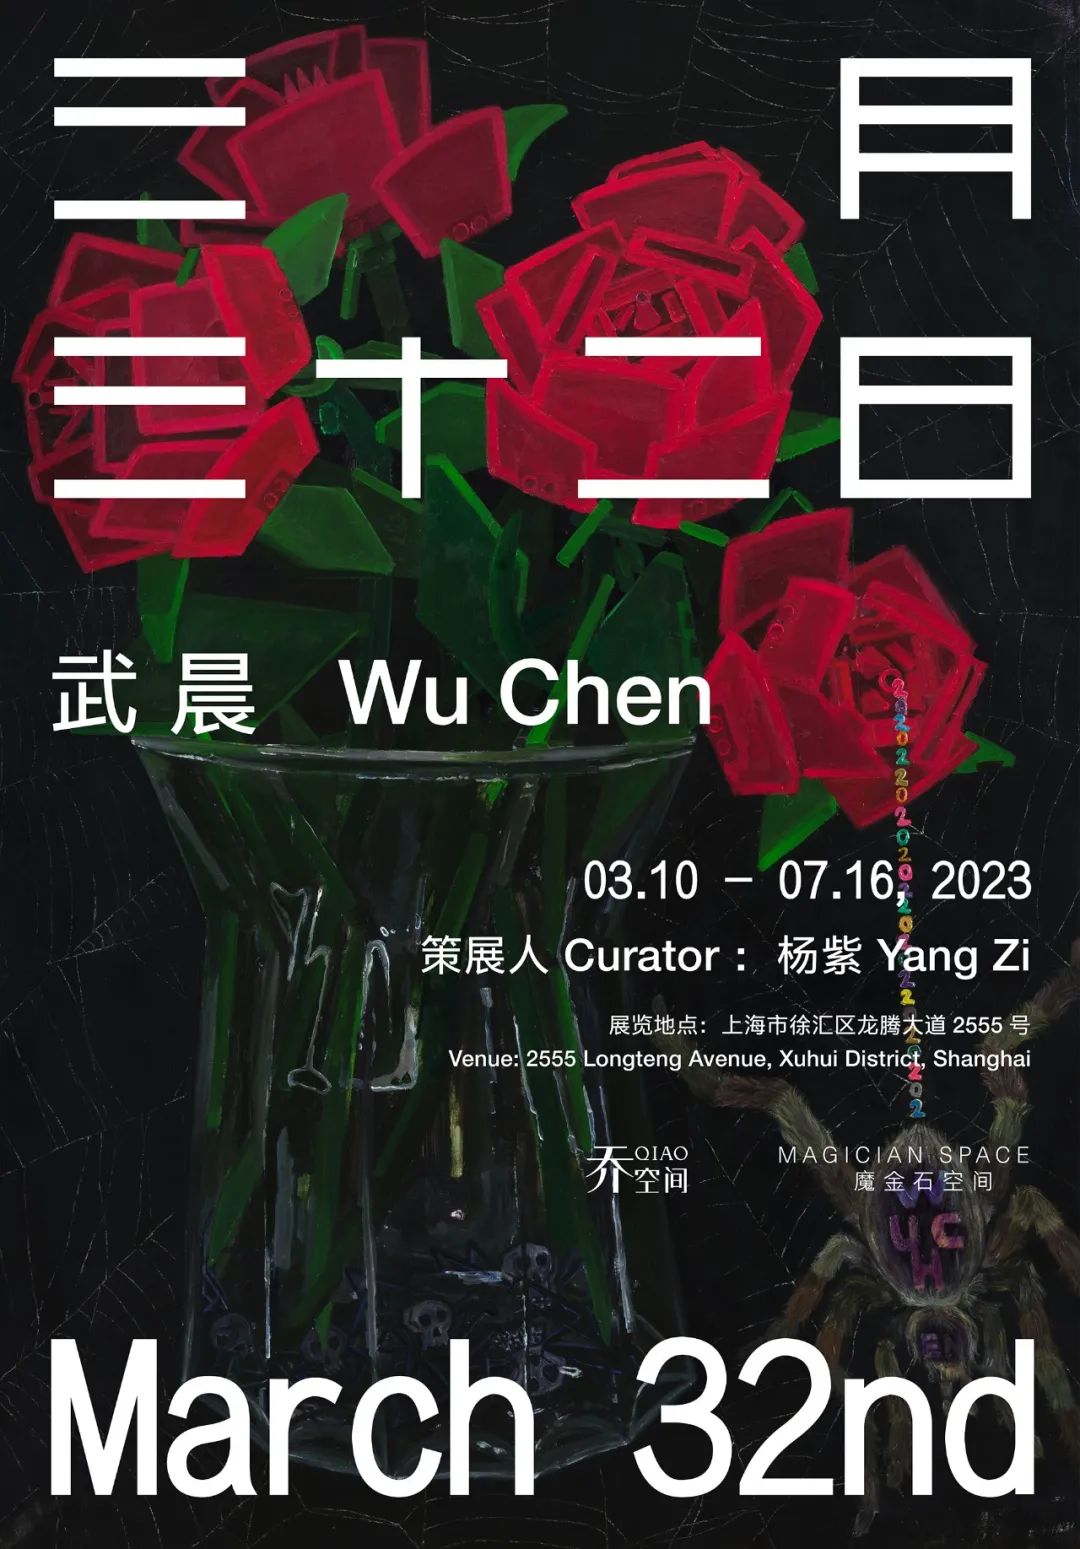 三月
三十二日
武晨 Wu Chen
03.10 – 07.16, 2023
策展人 Curator： 杨紫 Yang Zi
展览地点：上海市徐汇区龙腾大道 2555 号
Venue: 2555 Longteng Avenue, Xuhui District, Shanghai
乔空间 QIAO
MAGICIAN SPACE
魔金石空间
W
U C
H
EN
March 32nd